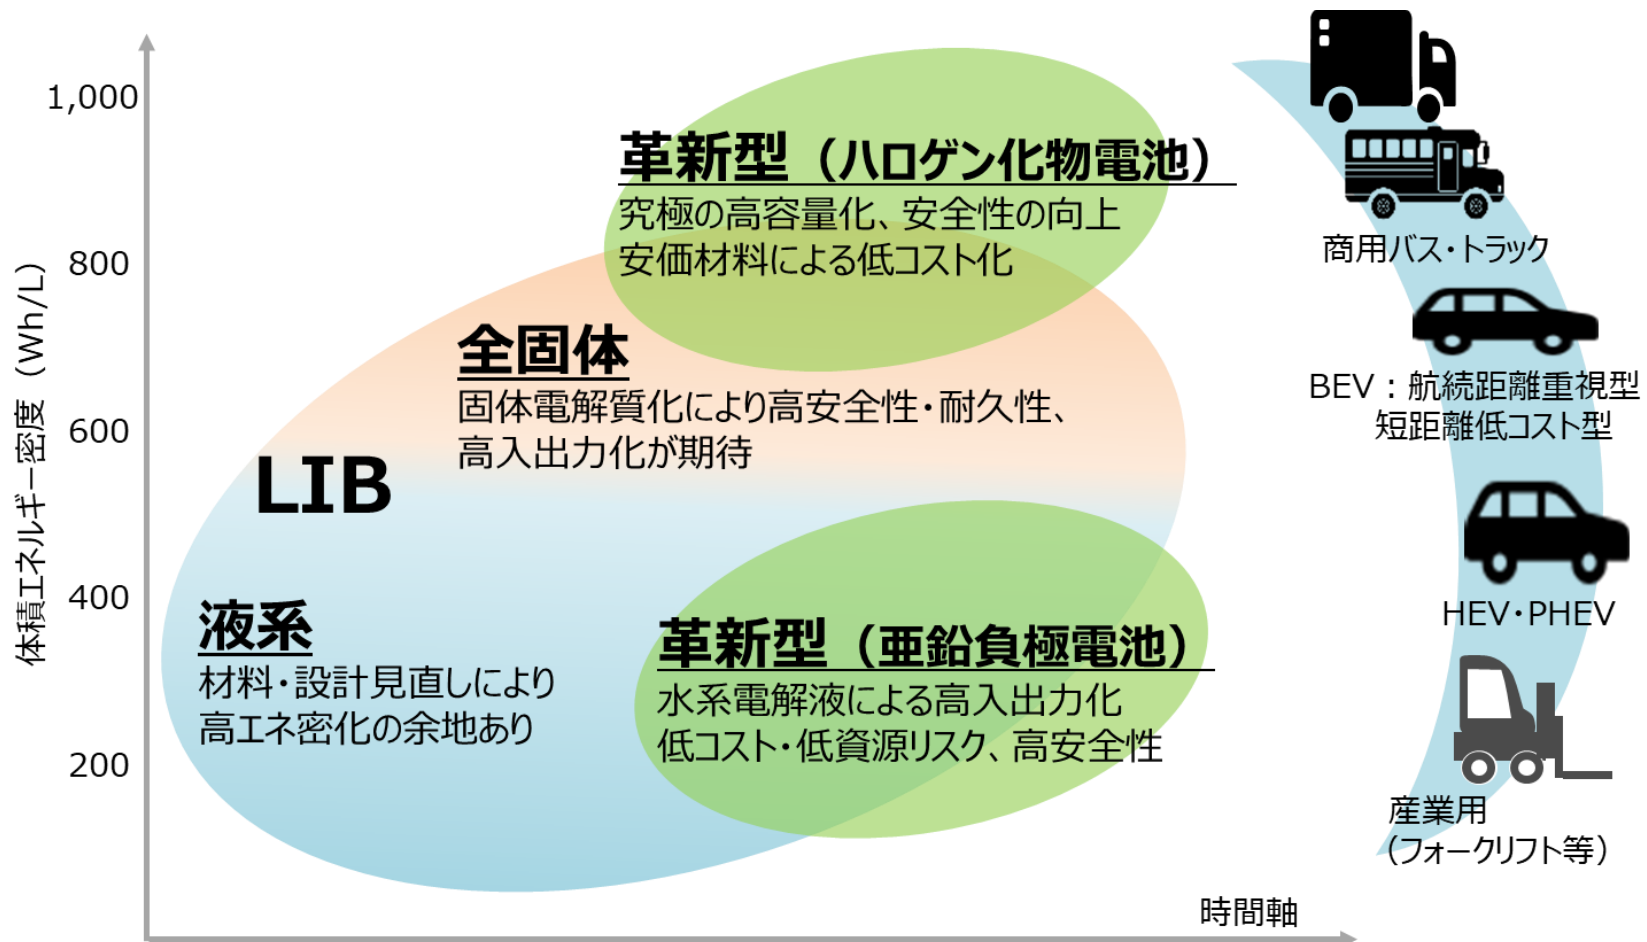 体積エネルギー密度（Wh/L）
1,000
800
600
400
200
革新型（ハロゲン化物電池）
究極の高容量化、安全性の向上
安価材料による低コスト化
全固体
固体電解質化により高安全性・耐久性、
高入出力化が期待
LIB
液系
材料・設計見直しにより
高エネ密化の余地あり
革新型（亜鉛負極電池）
水系電解液による高入出力化
低コスト・低資源リスク、高安全性
時間軸
商用バス・トラック
BEV：航続距離重視型
短距離低コスト型
HEV・PHEV
産業用
（フォークリフト等）